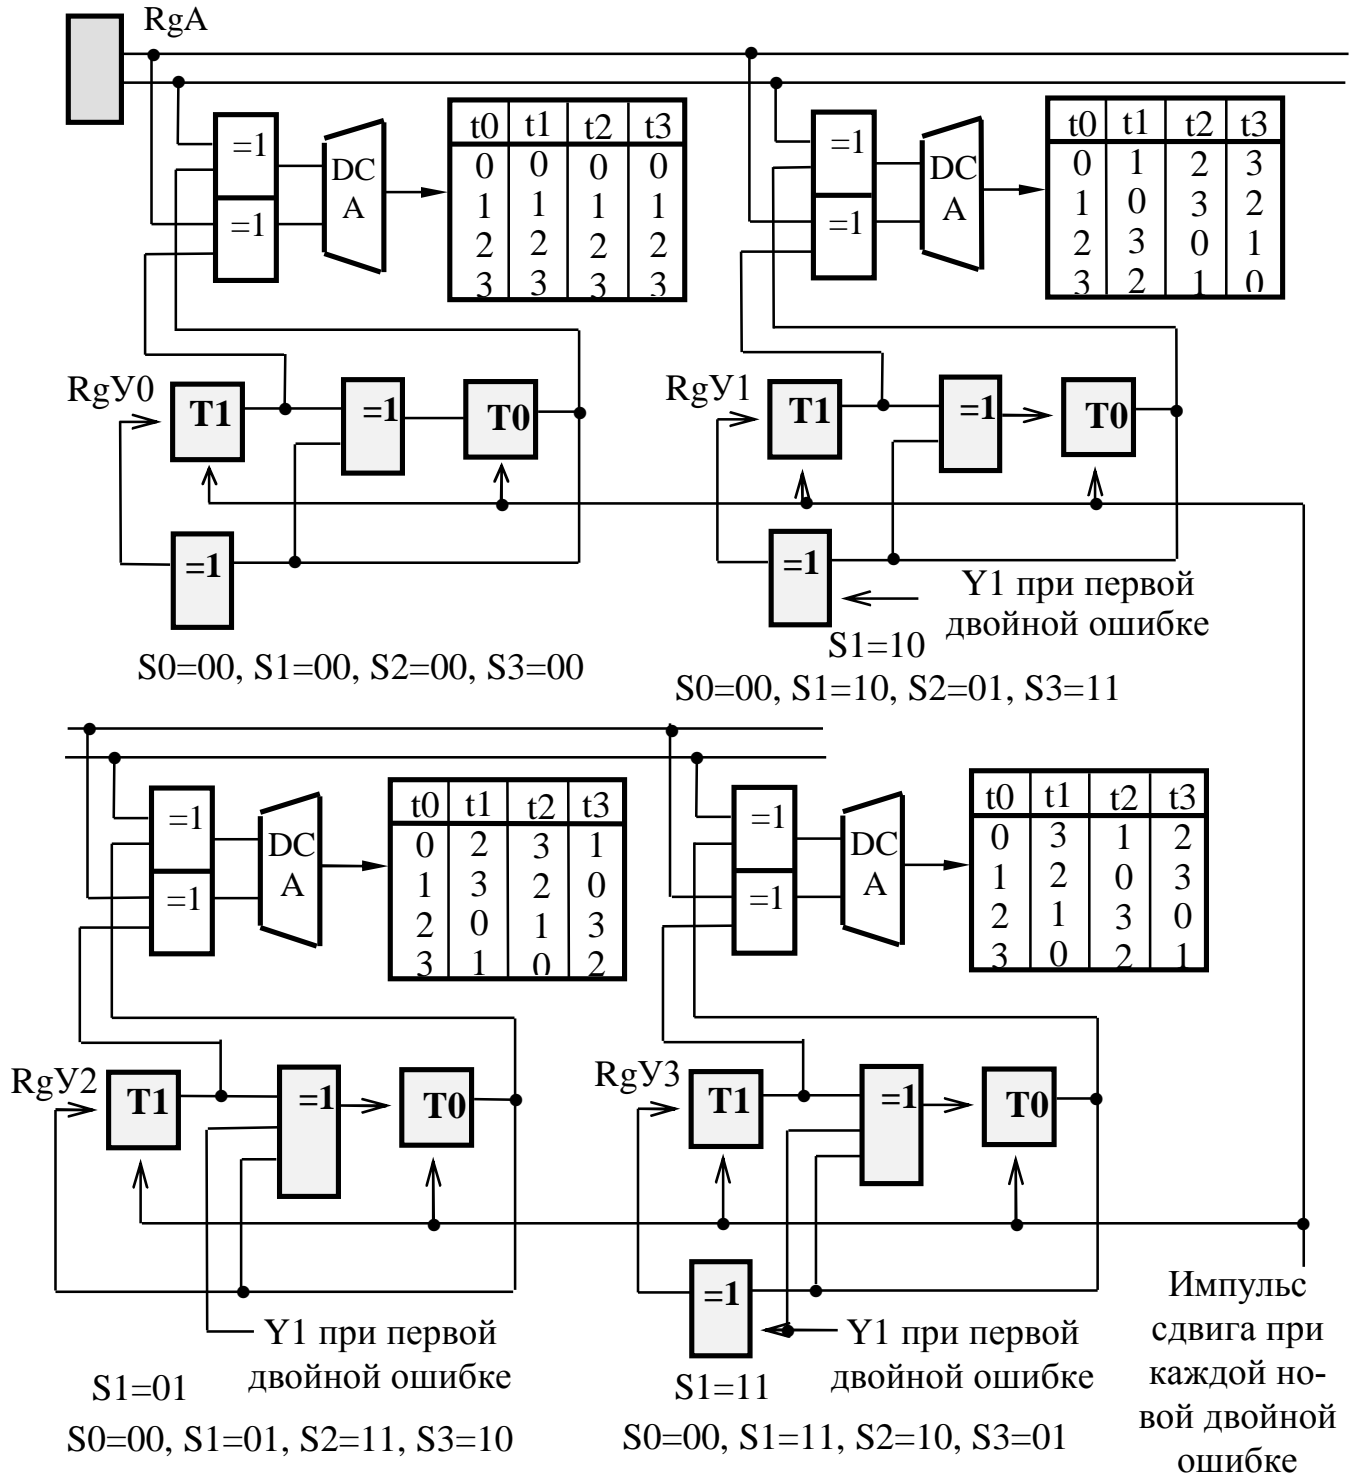 RgA
=1
=1
DC
A
t0 t1 t2 t3
0 0 0 0
1 1 1 1
2 2 2 2
3 3 3 3
=1
=1
DC
A
t0 t1 t2 t3
0 1 2 3
1 0 3 2
2 3 0 1
3 2 1 0
RgУ0
T1
=1
T0
=1
S0=00, S1=00, S2=00, S3=00
RgУ1
T1
=1
T0
=1
Y1 при первой
двойной ошибке
S1=10
S0=00, S1=10, S2=01, S3=11
=1
=1
DC
A
t0 t1 t2 t3
0 2 3 1
1 3 2 0
2 0 1 3
3 1 0 2
=1
=1
DC
A
t0 t1 t2 t3
0 3 1 2
1 2 0 3
2 1 3 0
3 0 2 1
RgУ2
T1
=1
T0
Y1 при первой
двойной ошибке
S1=01
S0=00, S1=01, S2=11, S3=10
RgУ3
T1
=1
T0
=1
Y1 при первой
двойной ошибке
S1=11
S0=00, S1=11, S2=10, S3=01
Импульс
сдвига при
каждой но-
вой двойной
ошибке